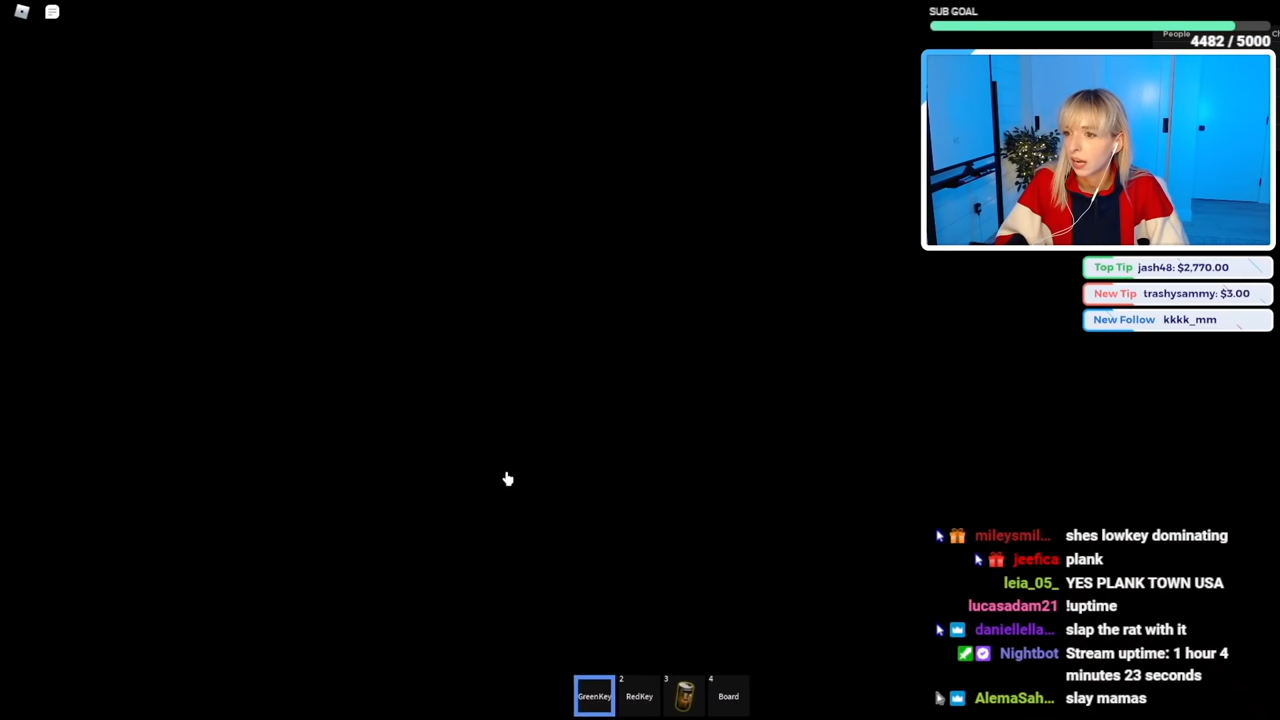 SUB GOAL
People
4482 / 5000
Top Tip jash48: $2,770.00
New Tip trashysammy: $3.00
New Follow kkkk_mm
mileysmil... shes lowkey dominating
jeefica plank
leia_05_ YES PLANK TOWN USA
lucasadam21 !uptime
daniellella... slap the rat with it
Nightbot Stream uptime: 1 hour 4
minutes 23 seconds
AlemaSah... slay mamas
GreenKey 2 RedKey 3 4 Board